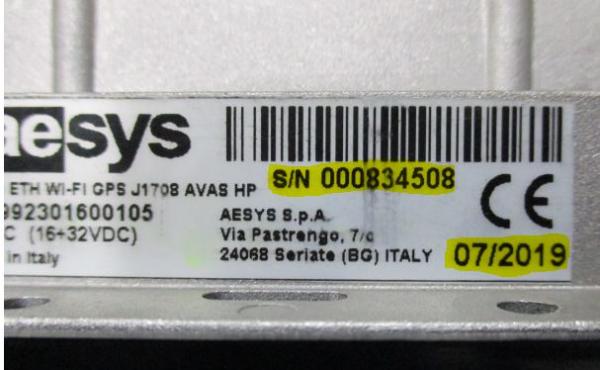 aesys
ETH WI-FI GPS J1708 AVAS HP
S/N 000834508
992301600105
C (16÷32VDC)
in Italy
AESYS S.p.A.
Via Pastrengo, 7/c
24068 Seriate (BG) ITALY
CE
07/2019